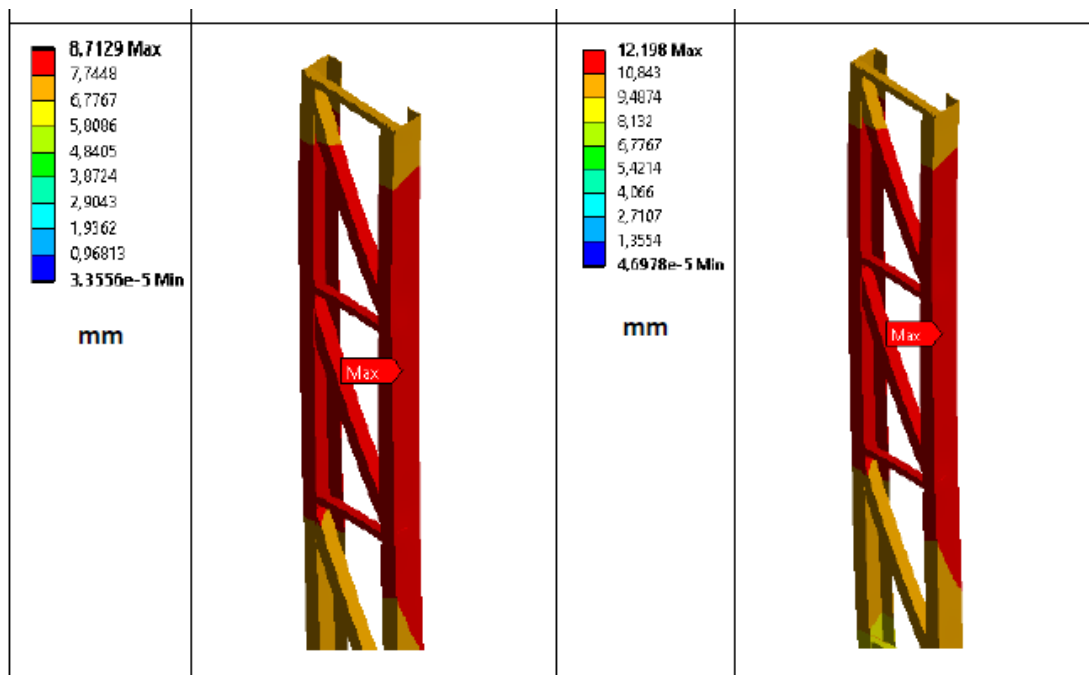 8,7129 Max
7,7448
6,7767
5,8086
4,8405
3,8724
2,9043
1,9362
0,96813
3,3556e-5 Min
mm
Max
12,198 Max
10,843
9,4874
8,132
6,7767
5,4214
4,066
2,7107
1,3554
4,6978e-5 Min
mm
Max